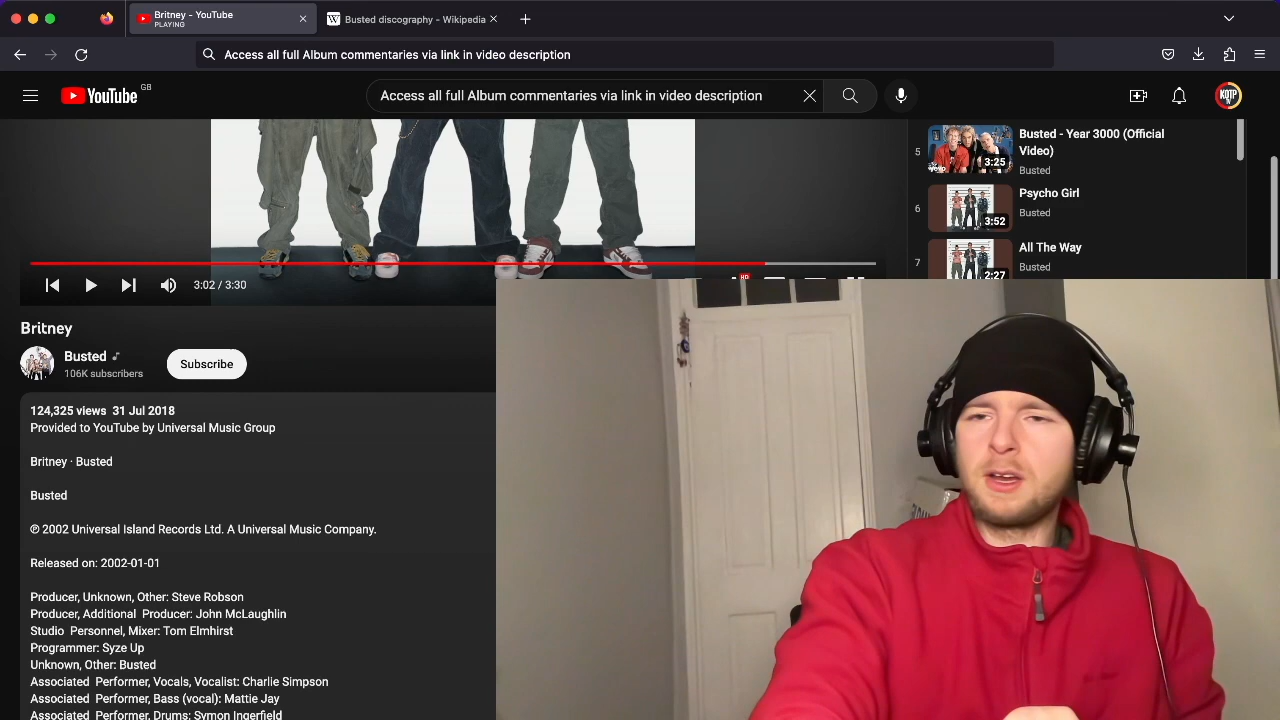 Britney - YouTube
PLAYING
Busted discography - Wikipedia
Access all full Album commentaries via link in video description
YouTube GB
Access all full Album commentaries via link in video description
KOTP
5
Busted - Year 3000 (Official Video)
Busted
3:25
6
Psycho Girl
Busted
3:52
7
All The Way
Busted
2:27
HD
3:02 / 3:30
Britney
Busted
106K subscribers
Subscribe
124,325 views 31 Jul 2018
Provided to YouTube by Universal Music Group
Britney · Busted
Busted
℗ 2002 Universal Island Records Ltd. A Universal Music Company.
Released on: 2002-01-01
Producer, Unknown, Other: Steve Robson
Producer, Additional Producer: John McLaughlin
Studio Personnel, Mixer: Tom Elmhirst
Programmer: Syze Up
Unknown, Other: Busted
Associated Performer, Vocals, Vocalist: Charlie Simpson
Associated Performer, Bass (vocal): Mattie Jay
Associated Performer, Drums: Symon Ingerfield